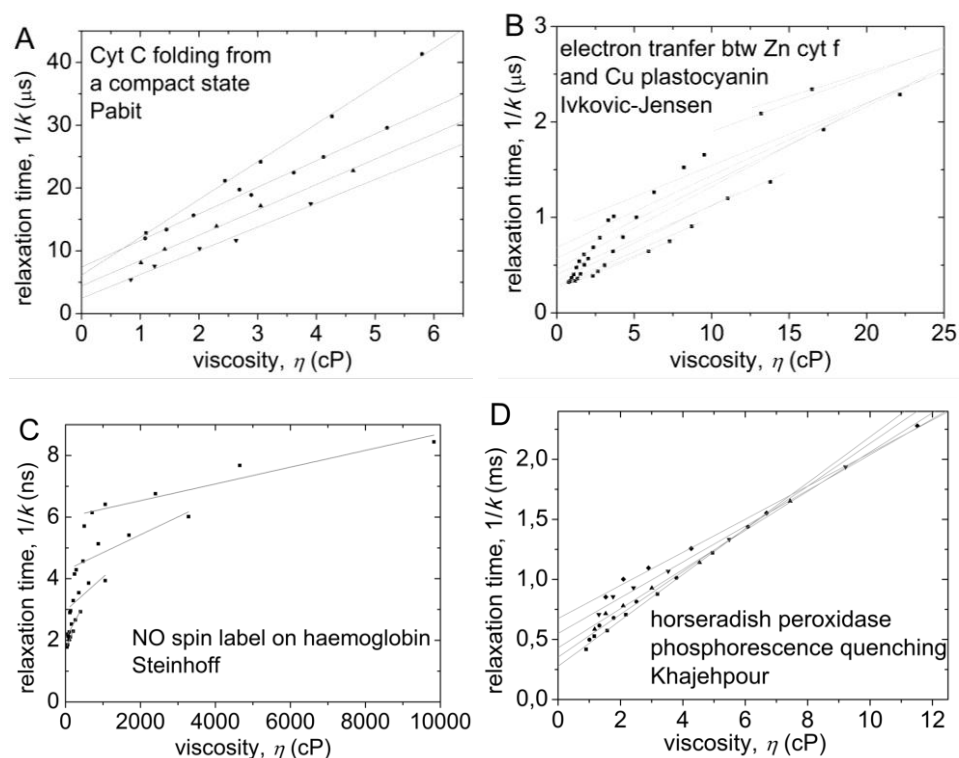 A
Cyt C folding from
a compact state
Pabit
relaxation time, 1/k (μs)
40
30
20
10
0
0 1 2 3 4 5 6
viscosity, η (cP)
B
electron tranfer btw Zn cyt f
and Cu plastocyanin
Ivkovic-Jensen
relaxation time, 1/k (μs)
3
2
1
0
0 5 10 15 20 25
viscosity, η (cP)
C
relaxation time, 1/k (ns)
8
6
4
2
0
NO spin label on haemoglobin
Steinhoff
0 2000 4000 6000 8000 10000
viscosity, η (cP)
D
relaxation time, 1/k (ms)
2,0
1,5
1,0
0,5
0,0
horseradish peroxidase
phosphorescence quenching
Khajehpour
0 2 4 6 8 10 12
viscosity, η (cP)